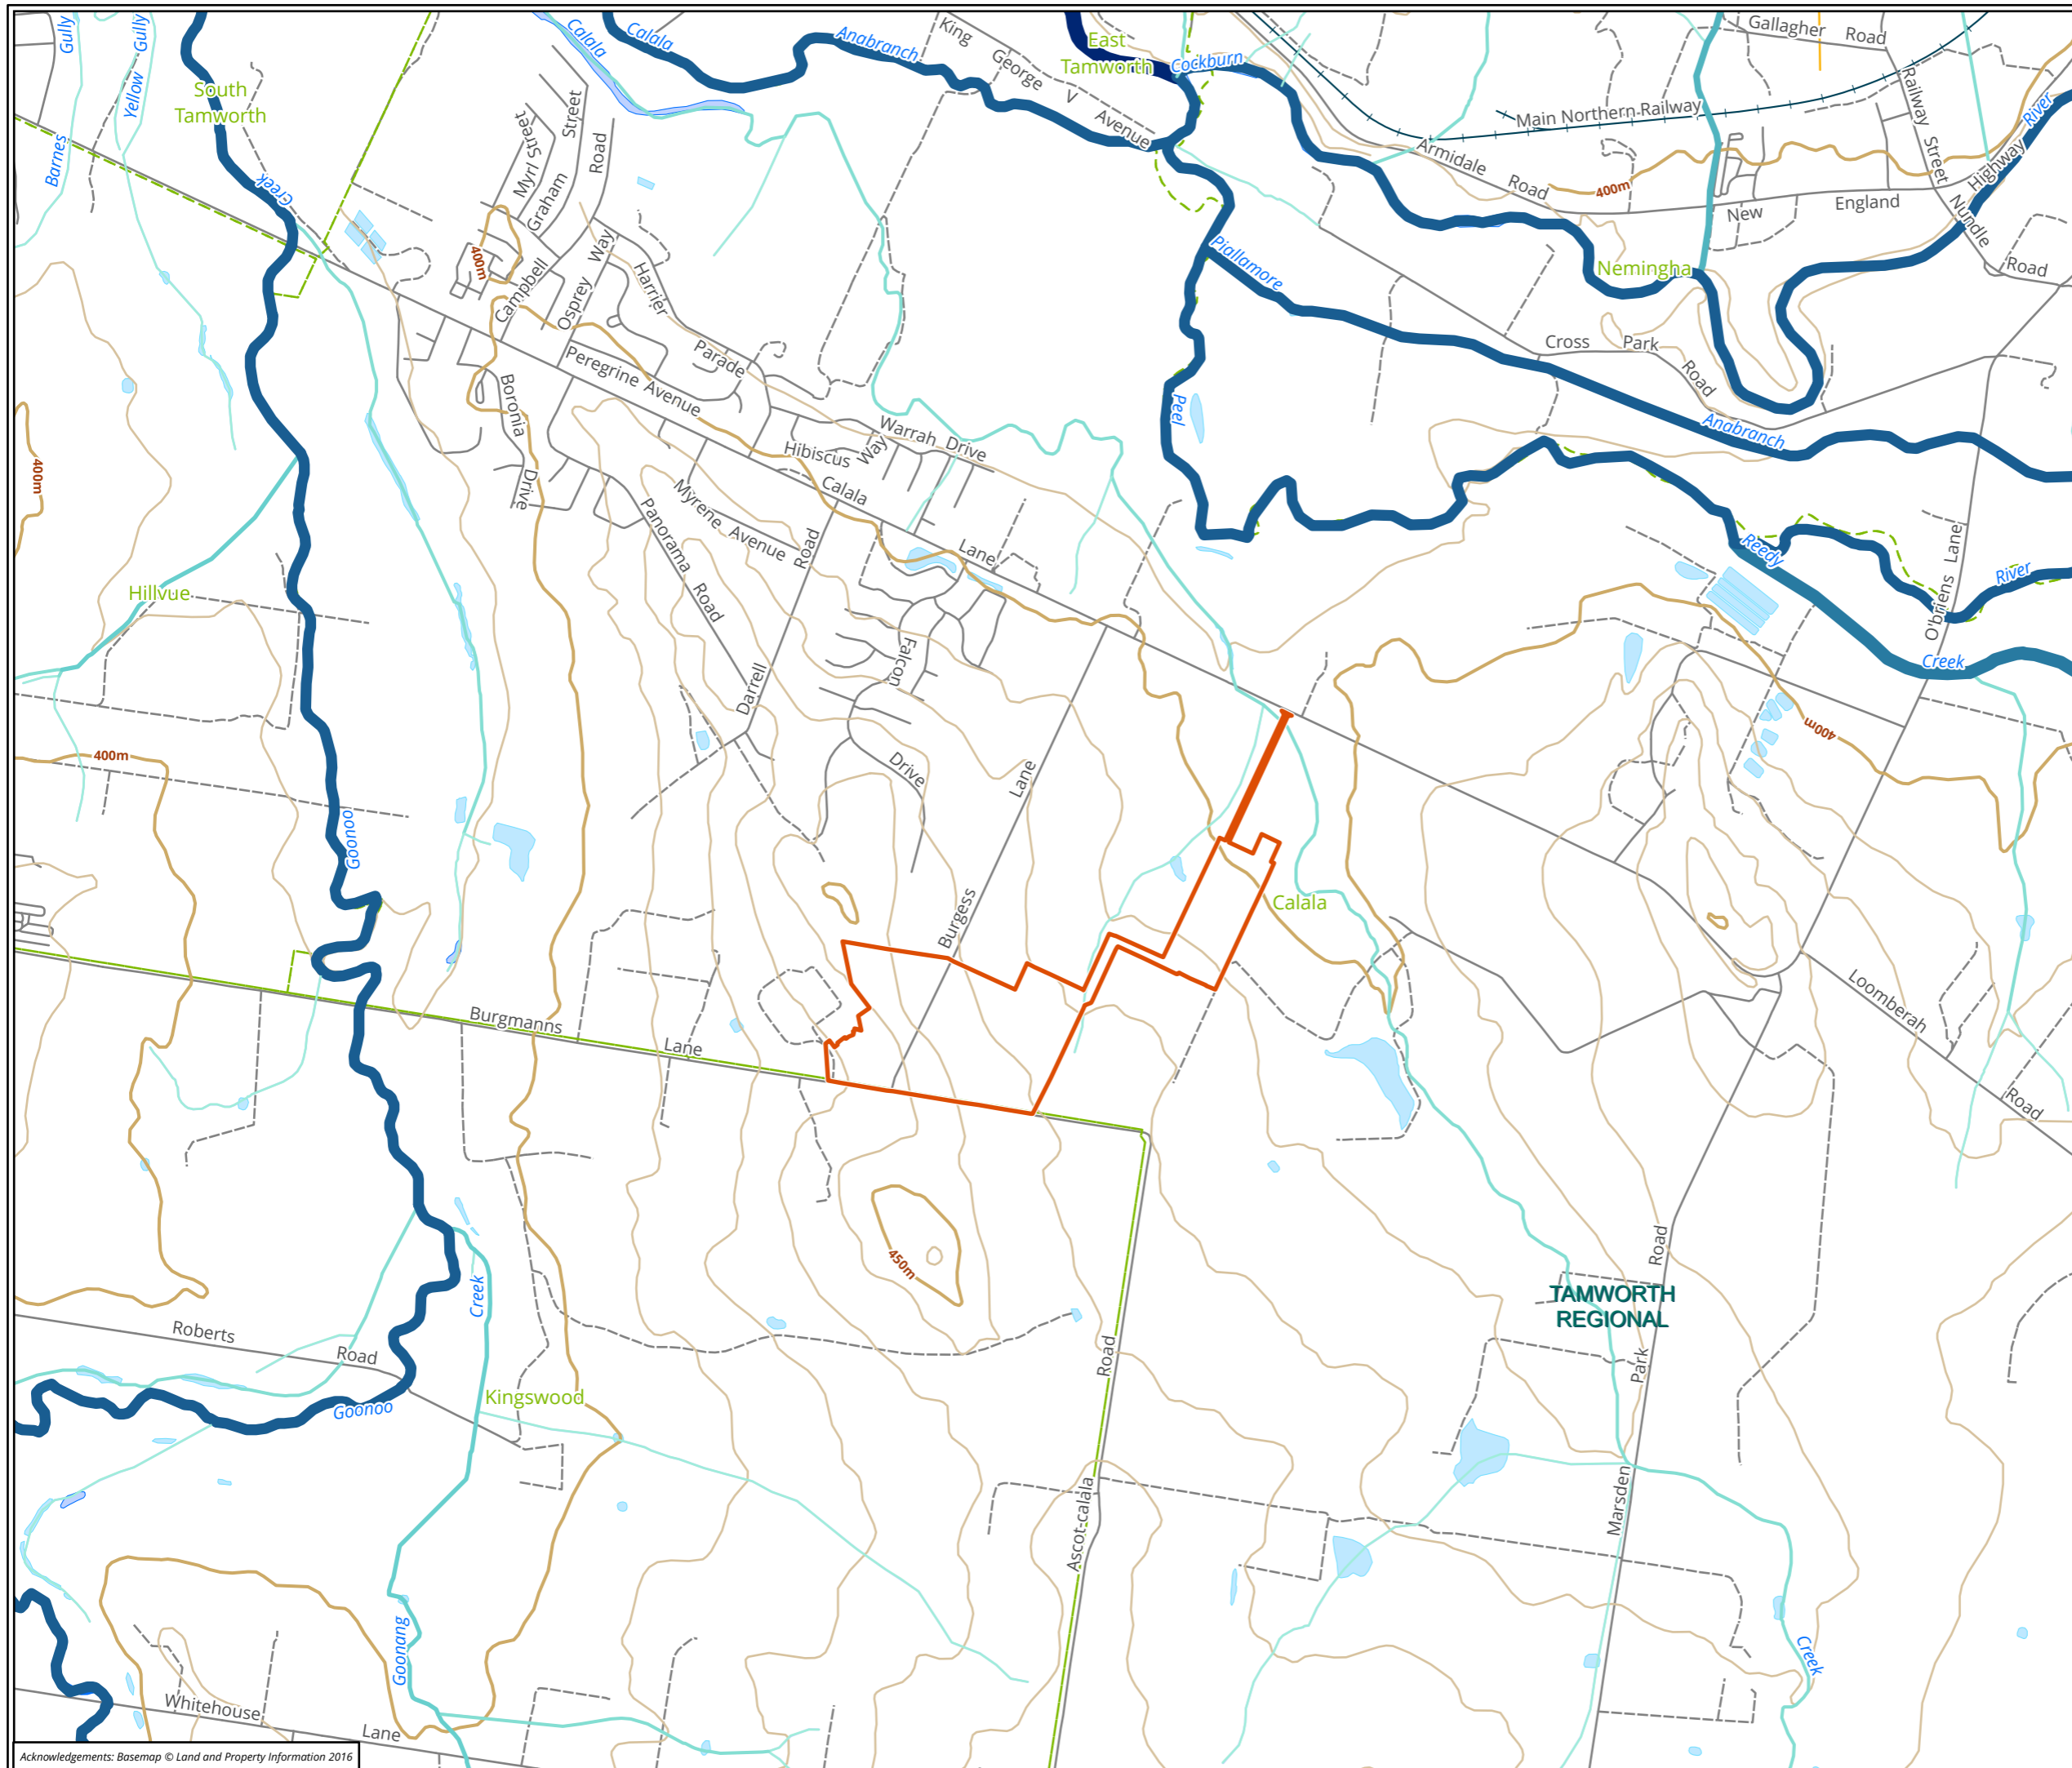 Gully
Gully
Yellow
Barnes
South
Tamworth
Creek
Calala
Calala
Anabranch
King
George
V
Avenue
East
Tamworth
Cockburn
Gallagher Road
Main Northern Railway
Railway
Street
Armidale
Road
400m
New
England
Highway
River
Nundle
Road
Nemingha
Myrl Street
Street
Graham
Road
400m
Campbell
Osprey Way
Harrier
Parade
Peregrine Avenue
Boronia
Drive
Piallamore
Cross Park
Road
Anabranch
Peel
Warrah Drive
Hibiscus Way
Calala
Lane
Myrene Avenue
Panorama
Road
Road
Darrell
Falcon
Drive
400m
Hillvue
400m
Reedy
Creek
O'briens Lane
River
400m
Lane
Burgess
Goonoo
Calala
Burgmanns
Lane
Loomberah
Road
450m
Creek
Roberts
Road
Kingswood
Goonoo
Road
Ascot-calala
TAMWORTH
REGIONAL
Road
Park
Marsden
Creek
Goonang
Whitehouse
Lane
Acknowledgements: Basemap © Land and Property Information 2016